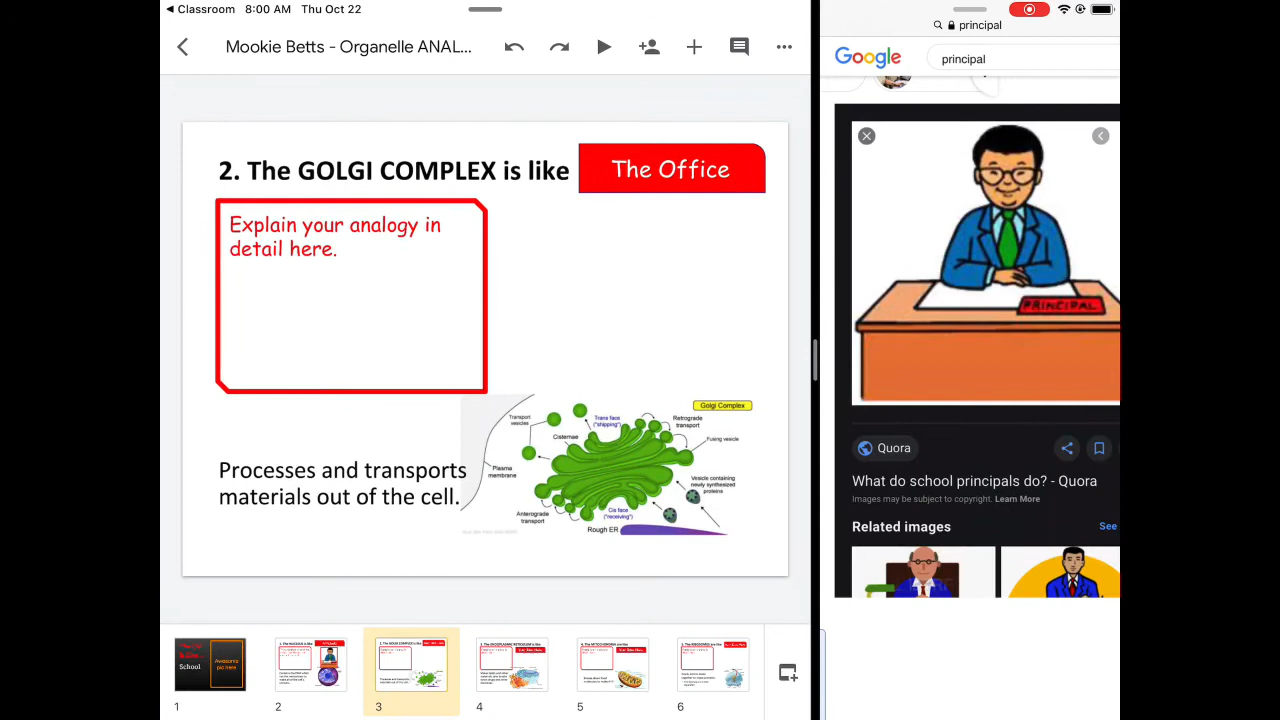 Classroom 8:00 AM Thu Oct 22
Mookie Betts - Organelle ANAL...
2. The GOLGI COMPLEX is like
The Office
Explain your analogy in
detail here.
Processes and transports
materials out of the cell.
Golgi Complex
Transport
vesicles
Trans face
("shipping")
Retrograde
transport
Cisternae
Fusing vesicle
Plasma
membrane
Vesicle containing
newly synthesized
proteins
Anterograde
transport
Cis face
("receiving")
Rough ER
School
Awesome
pic here
1
2
3
4
5
6
principal
Google
principal
PRINCIPAL
Quora
What do school principals do? - Quora
Images may be subject to copyright. Learn More
Related images
See